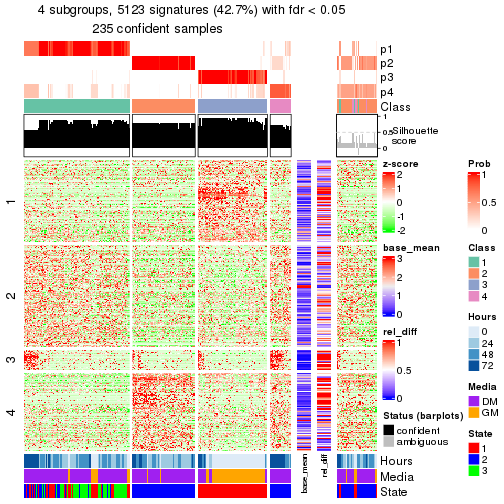 4 subgroups, 5123 signatures (42.7%) with fdr < 0.05
235 confident samples
p1
p2
p3
p4
Class
1
0.5
0
Silhouette
score
1
2
3
4
z-score
2
1
0
-1
-2
base_mean
3
2
1
0
rel_diff
1
0.5
0
Status (barplots)
confident
ambiguous
Prob
1
0.5
0
Class
1
2
3
4
Hours
0
24
48
72
Media
DM
GM
State
1
2
3
base_mean
rel_diff
Hours
Media
State